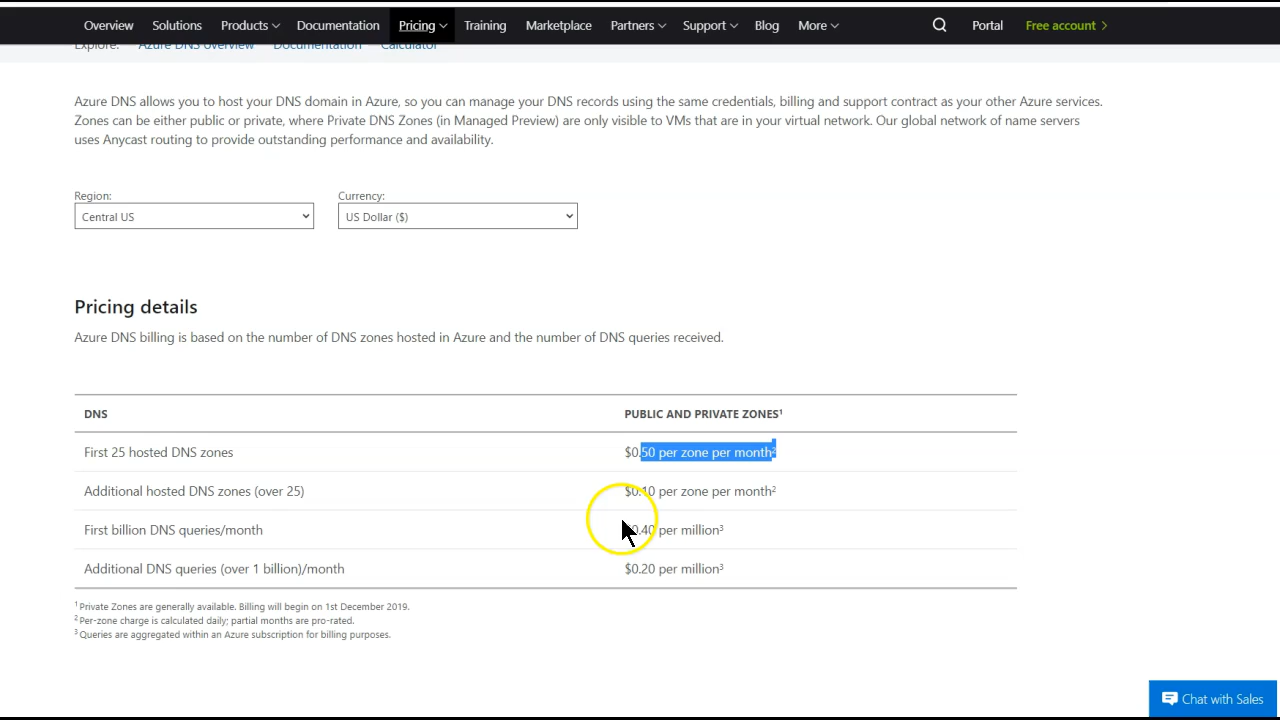 Overview Solutions Products Documentation Pricing Training Marketplace Partners Support Blog More Portal Free account
Explore: Azure DNS overview Documentation Calculator
Azure DNS allows you to host your DNS domain in Azure, so you can manage your DNS records using the same credentials, billing and support contract as your other Azure services.
Zones can be either public or private, where Private DNS Zones (in Managed Preview) are only visible to VMs that are in your virtual network. Our global network of name servers
uses Anycast routing to provide outstanding performance and availability.
Region: Currency:
Central US US Dollar ($)
Pricing details
Azure DNS billing is based on the number of DNS zones hosted in Azure and the number of DNS queries received.
DNS PUBLIC AND PRIVATE ZONES¹
First 25 hosted DNS zones $0.50 per zone per month²
Additional hosted DNS zones (over 25) $0.10 per zone per month²
First billion DNS queries/month $0.40 per million³
Additional DNS queries (over 1 billion)/month $0.20 per million³
¹ Private Zones are generally available. Billing will begin on 1st December 2019.
² Per-zone charge is calculated daily; partial months are pro-rated.
³ Queries are aggregated within an Azure subscription for billing purposes.
Chat with Sales